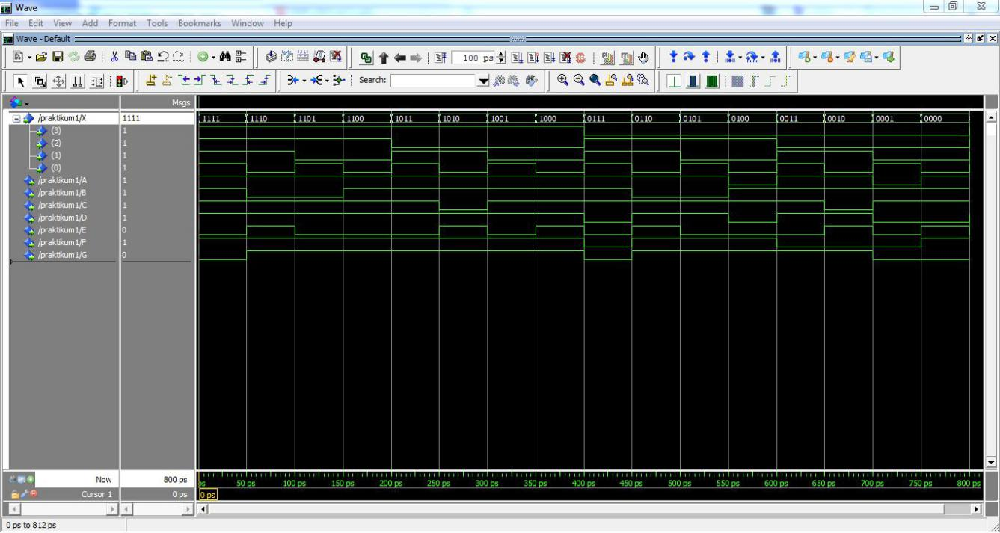 Wave
File Edit View Add Format Tools Bookmarks Window Help
Wave - Default
100 ps
Search:
Msgs
/praktikum1/X 1111 1111 1110 1101 1100 1011 1010 1001 1000 0111 0110 0101 0100 0011 0010 0001 0000
(3) 1
(2) 1
(1) 1
(0) 1
/praktikum1/A 1
/praktikum1/B 1
/praktikum1/C 1
/praktikum1/D 1
/praktikum1/E 0
/praktikum1/F 1
/praktikum1/G 0
Now 800 ps ps 50 ps 100 ps 150 ps 200 ps 250 ps 300 ps 350 ps 400 ps 450 ps 500 ps 550 ps 600 ps 650 ps 700 ps 750 ps 800 ps
Cursor 1 0 ps 0 ps
0 ps to 812 ps